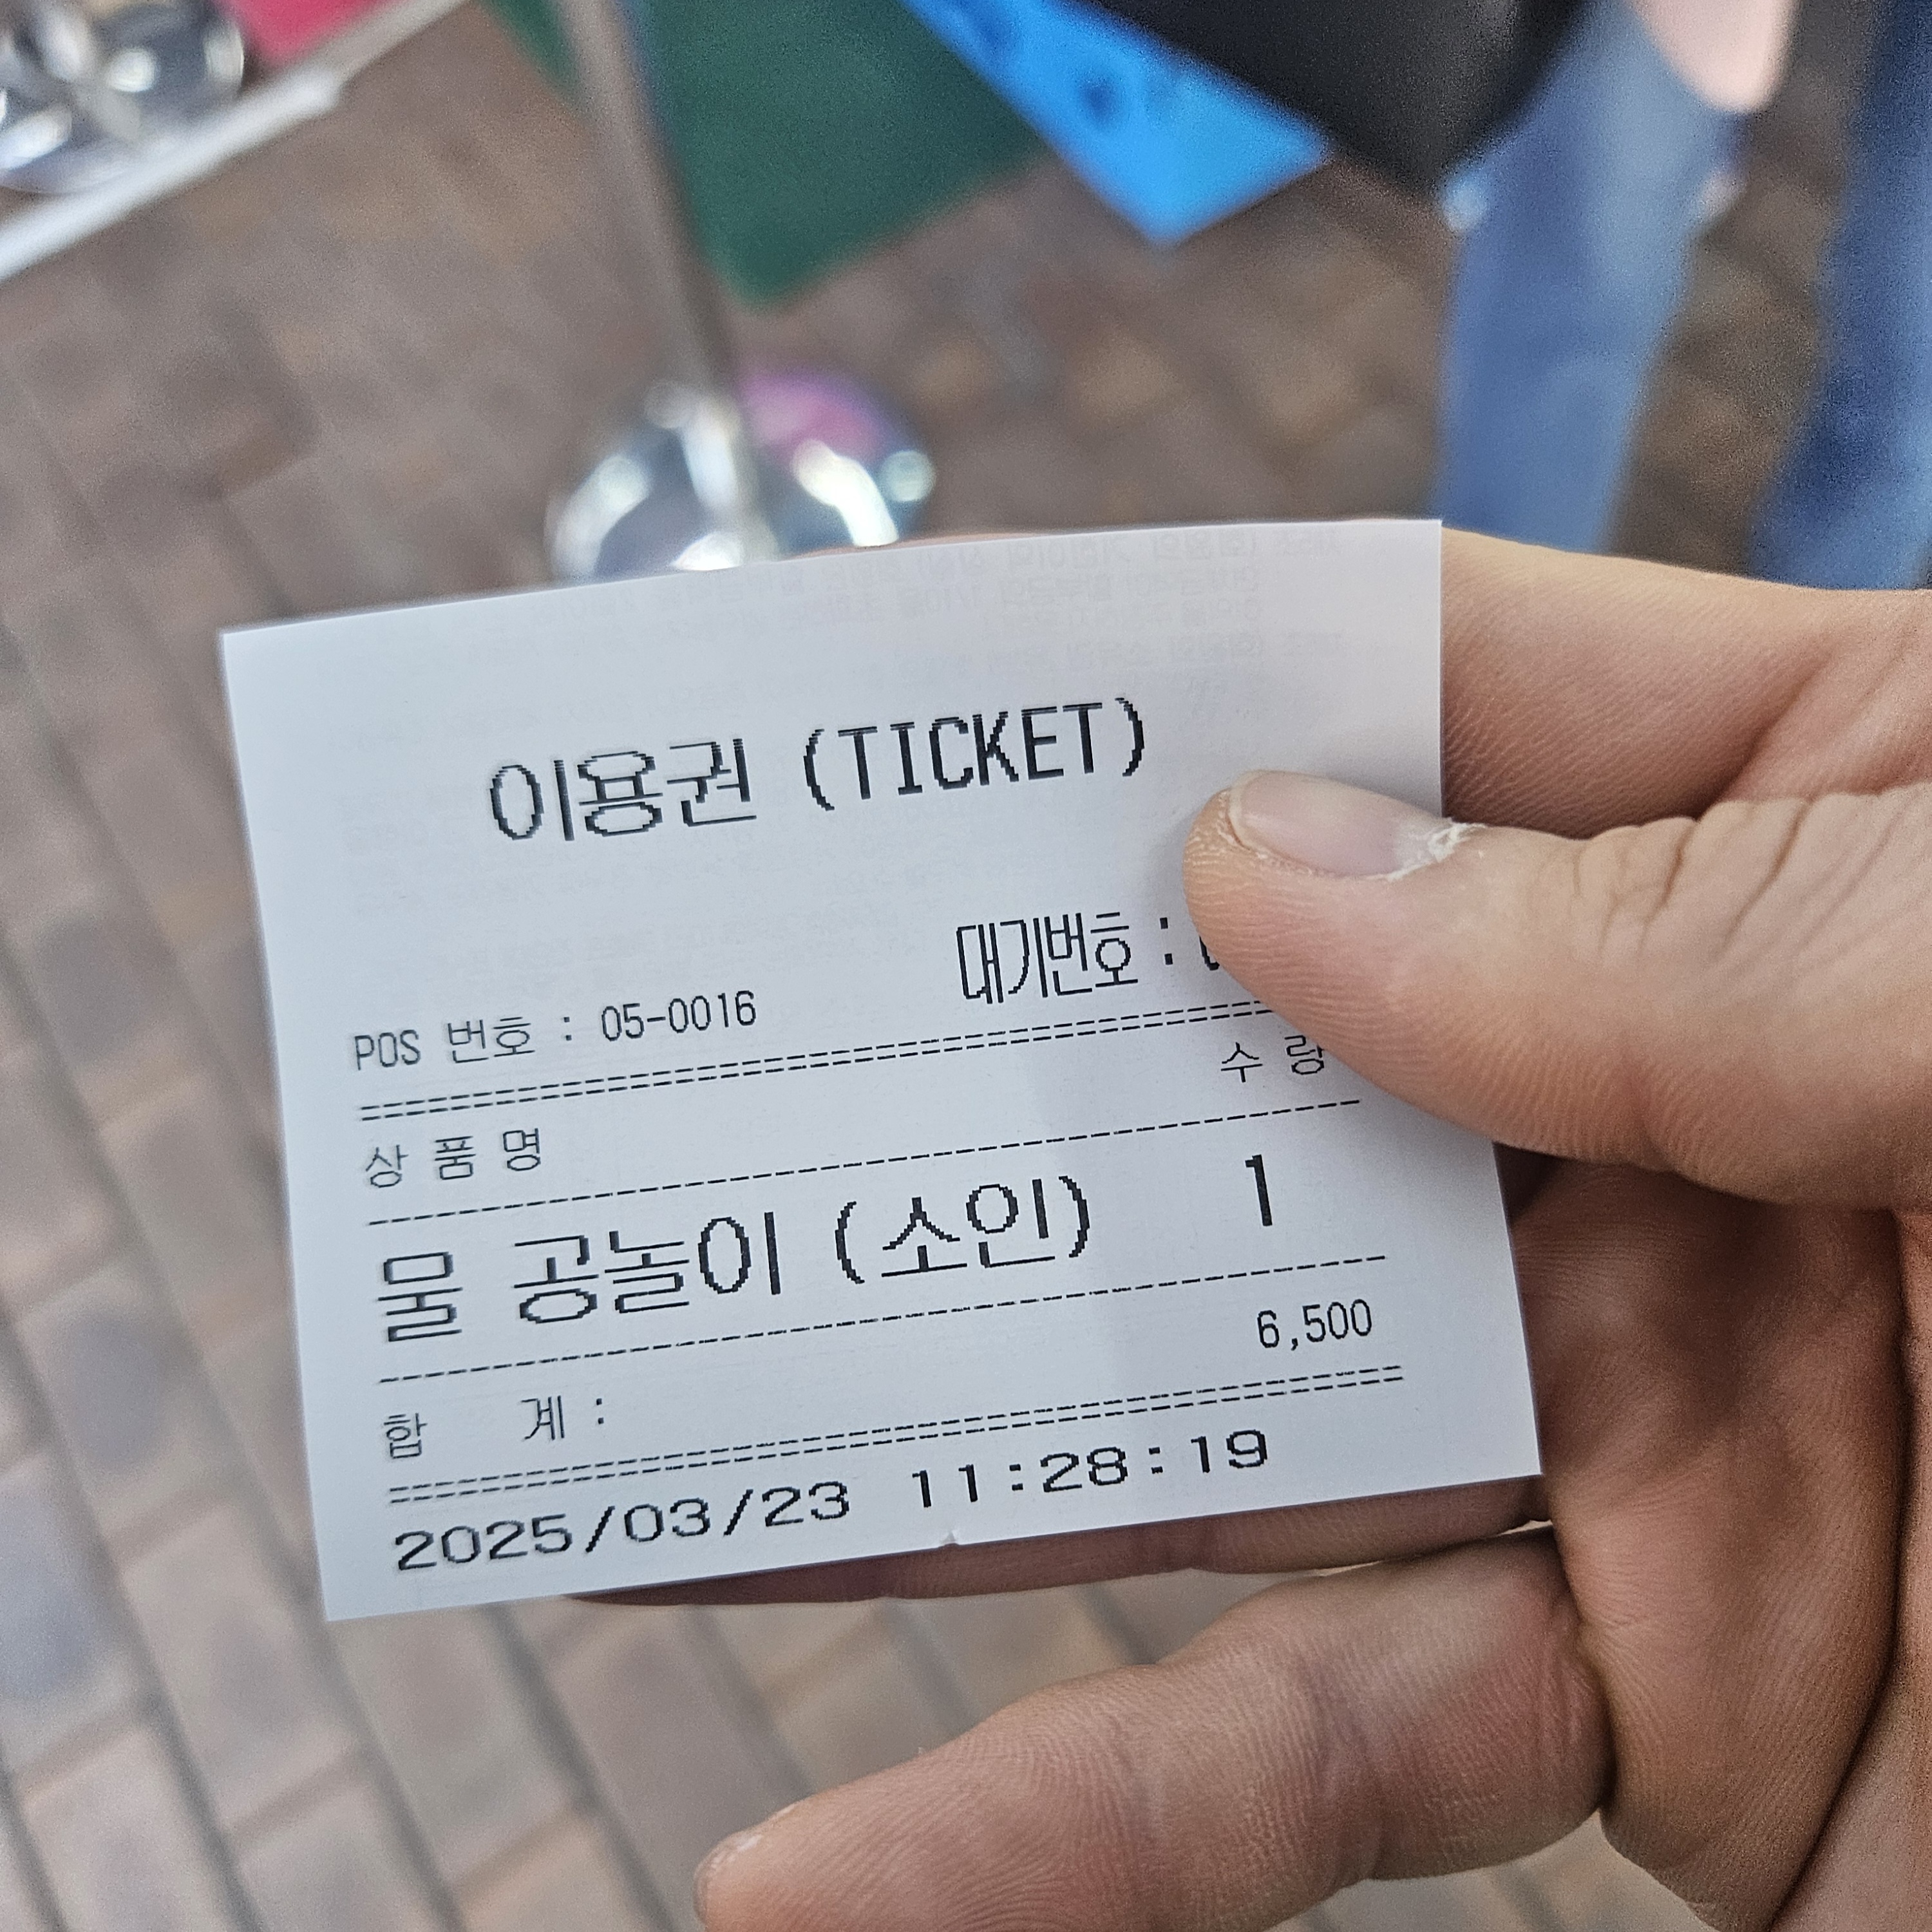 이용권 (TICKET)
대기번호 :
POS 번호 : 05-0016
상 품 명 수 량
물 공놀이 (소인) 1
합 계 : 6,500
2025/03/23 11:28:19